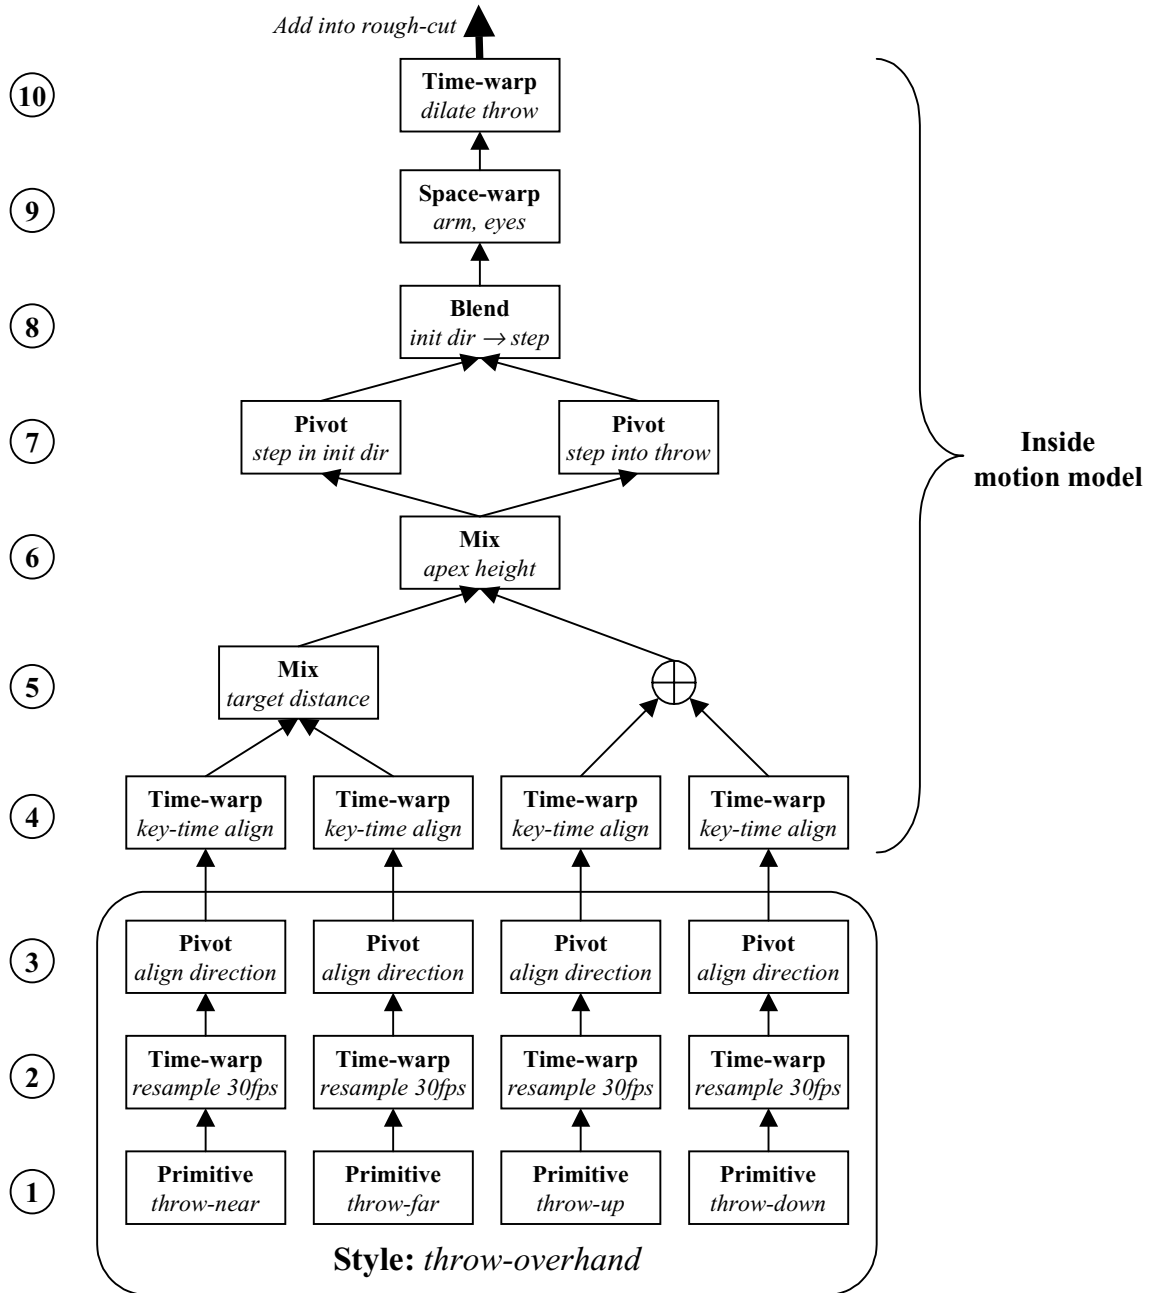 Add into rough-cut
10
Time-warp
dilate throw
9
Space-warp
arm, eyes
8
Blend
init dir → step
7
Pivot
step in init dir
Pivot
step into throw
Inside
motion model
6
Mix
apex height
5
Mix
target distance
4
Time-warp
key-time align
Time-warp
key-time align
Time-warp
key-time align
Time-warp
key-time align
3
Pivot
align direction
Pivot
align direction
Pivot
align direction
Pivot
align direction
2
Time-warp
resample 30fps
Time-warp
resample 30fps
Time-warp
resample 30fps
Time-warp
resample 30fps
1
Primitive
throw-near
Primitive
throw-far
Primitive
throw-up
Primitive
throw-down
Style: throw-overhand